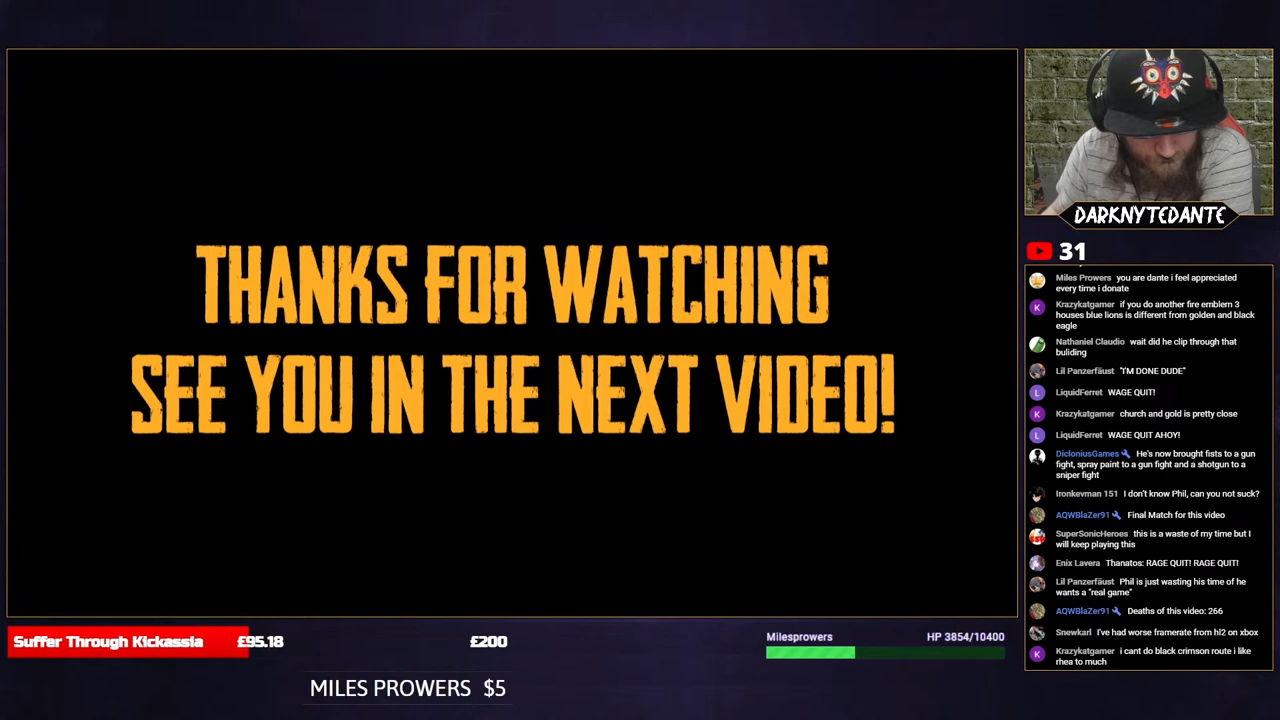 THANKS FOR WATCHING
SEE YOU IN THE NEXT VIDEO!
DARKNYTEDANTE
31
Miles Prowers you are dante i feel appreciated
every time i donate
K
Krazykatgamer if you do another fire emblem 3
houses blue lions is different from golden and black
eagle
Nathaniel Claudio wait did he clip through that
buliding
Lil Panzerfäust "I'M DONE DUDE"
L
LiquidFerret WAGE QUIT!
K
Krazykatgamer church and gold is pretty close
L
LiquidFerret WAGE QUIT AHOY!
DicloniusGames He's now brought fists to a gun
fight, spray paint to a gun fight and a shotgun to a
sniper fight
Ironkevman 151 I don't know Phil, can you not suck?
AQWBlaZer91 Final Match for this video
SuperSonicHeroes this is a waste of my time but I
will keep playing this
Enix Lavera Thanatos: RAGE QUIT! RAGE QUIT!
Lil Panzerfäust Phil is just wasting his time of he
wants a "real game"
AQWBlaZer91 Deaths of this video: 266
Snewkarl I've had worse framerate from hl2 on xbox
K
Krazykatgamer i cant do black crimson route i like
rhea to much
Suffer Through Kickassia £95.18 £200
Milesprowers HP 3854/10400
MILES PROWERS $5